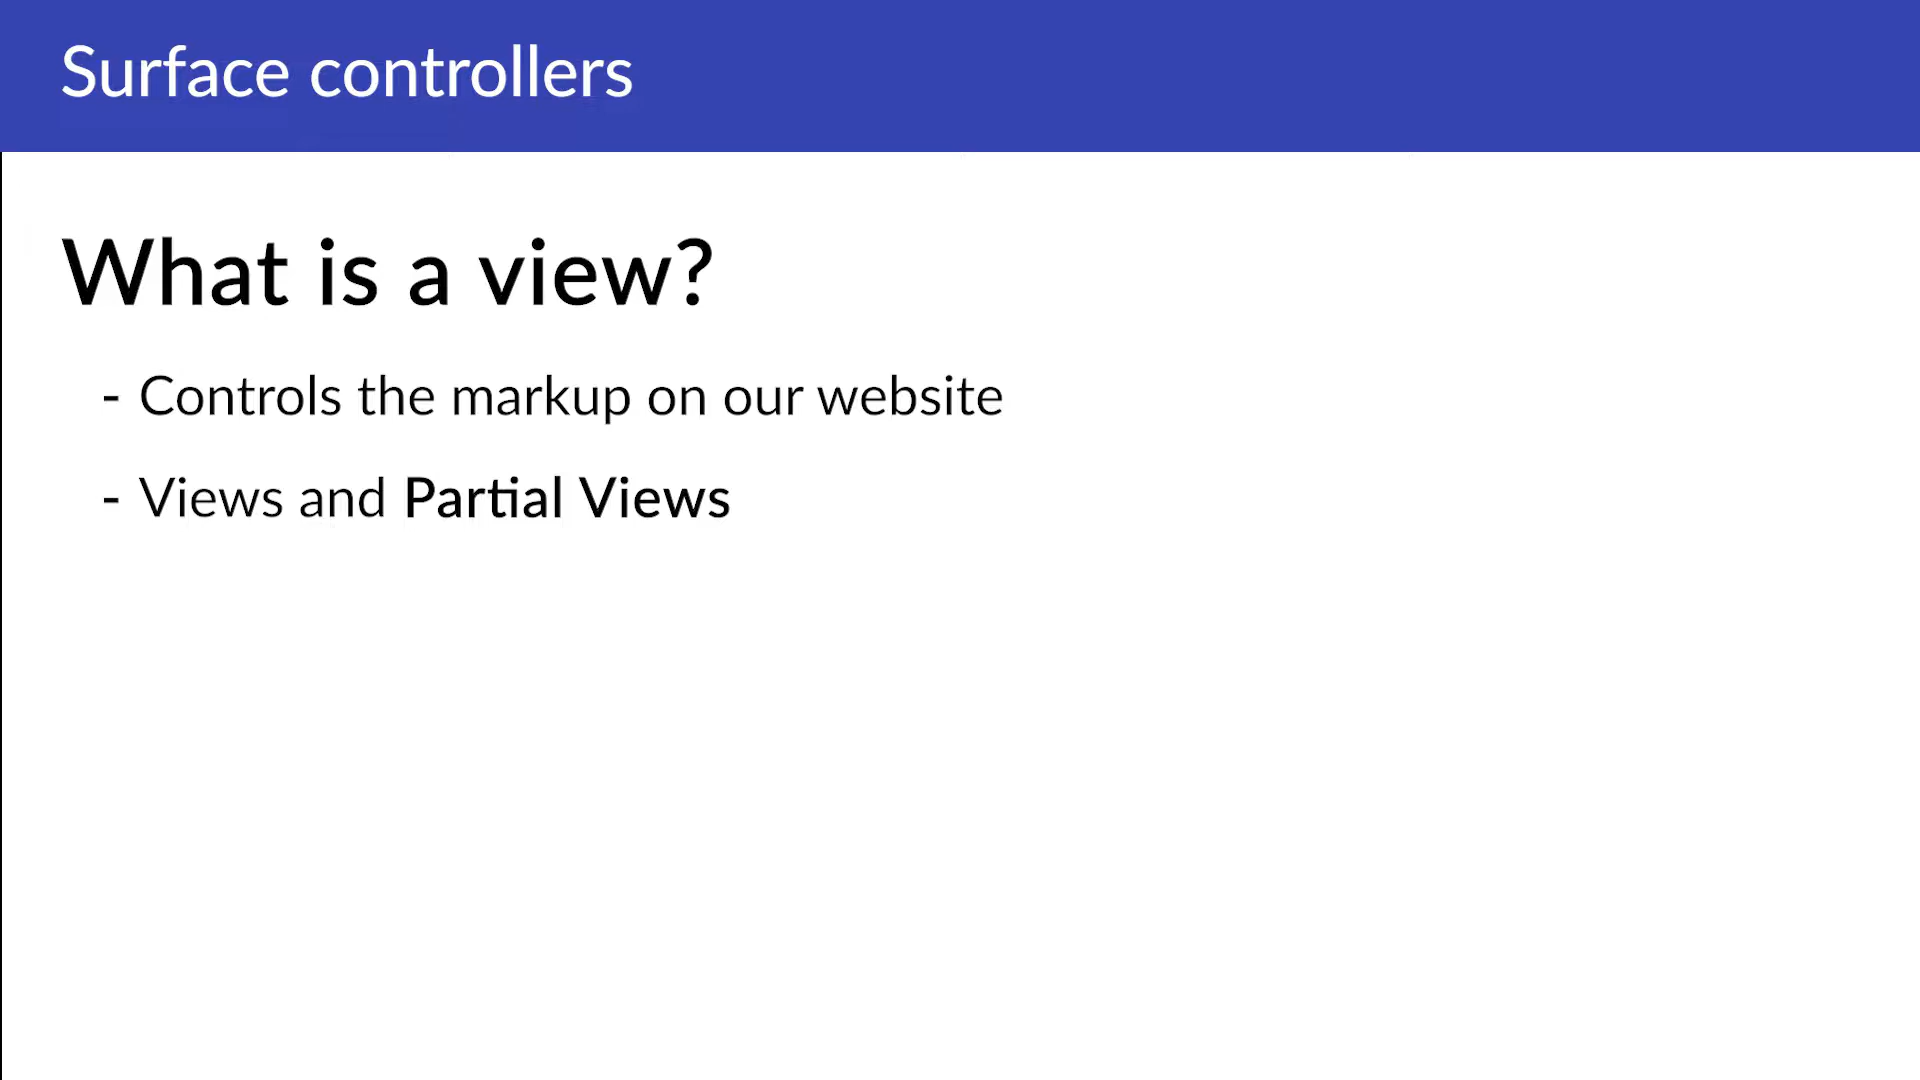 Surface controllers
What is a view?
- Controls the markup on our website
- Views and Partial Views